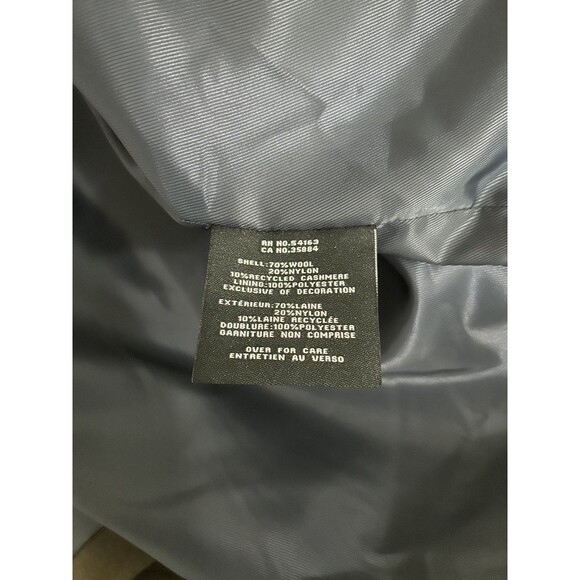 RN NO.54163
CA NO.35884
SHELL:70%WOOL
20%NYLON
10%RECYCLED CASHMERE
LINING:100%POLYESTER
EXCLUSIVE OF DECORATION
EXTÉRIEUR:70%LAINE
20%NYLON
10%LAINE RECYCLÉE
DOUBLURE:100%POLYESTER
GARNITURE NON COMPRISE
OVER FOR CARE
ENTRETIEN AU VERSO